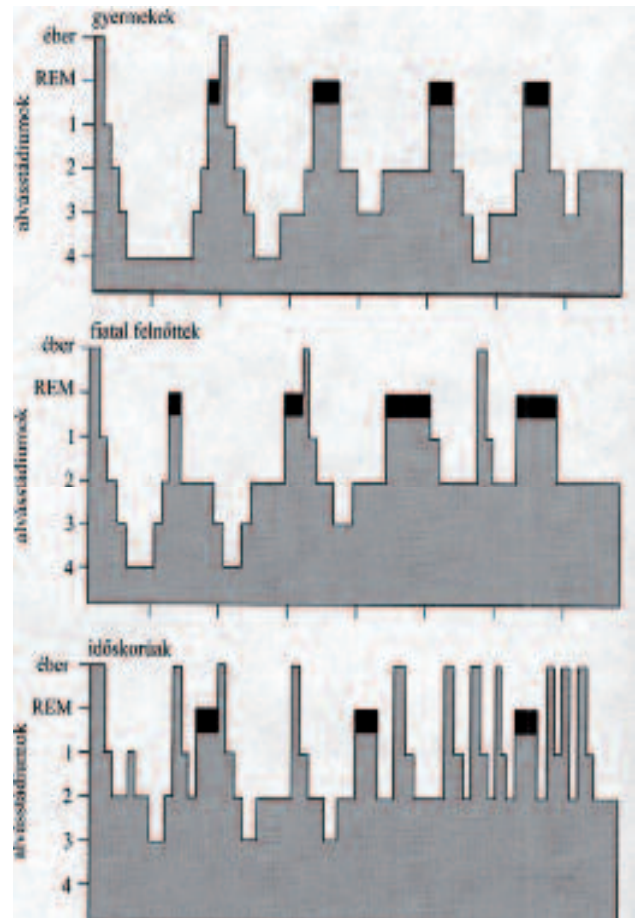 gyermekek
éber
REM
1
2
3
4
alvásstádiumok
fiatal felnőttek
éber
REM
1
2
3
4
alvásstádiumok
időskorúak
éber
REM
1
2
3
4
alvásstádiumok